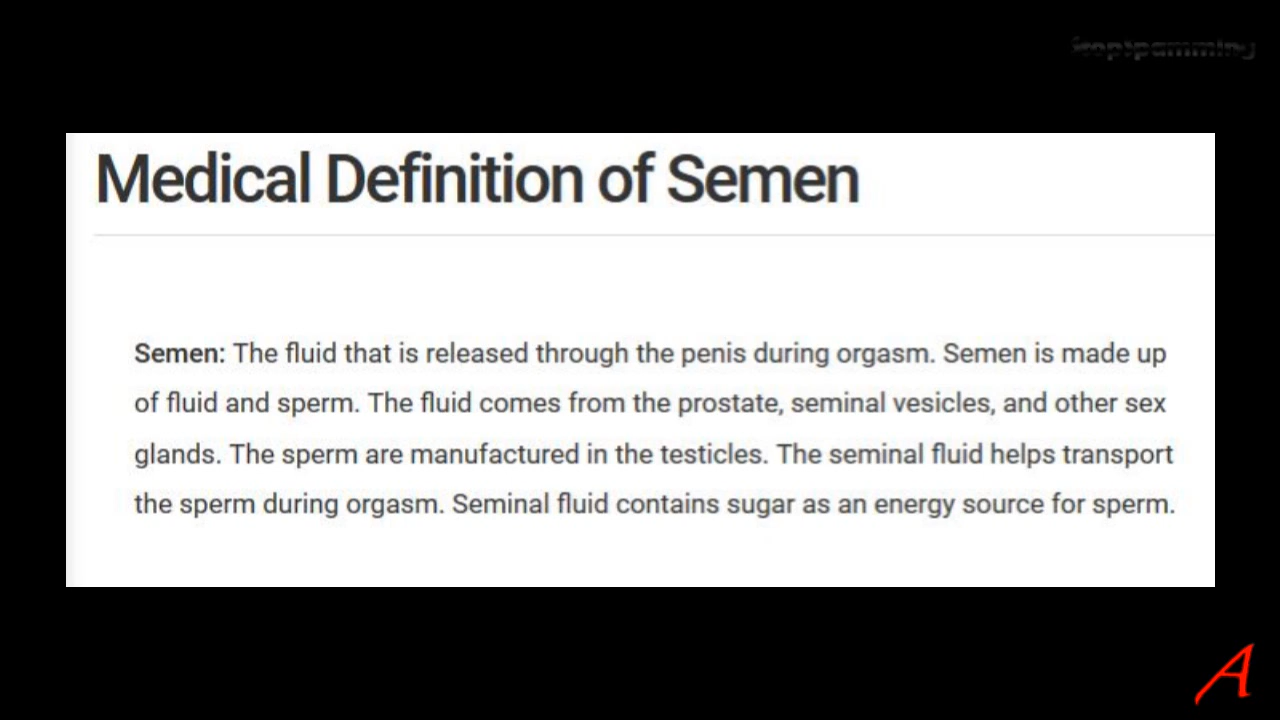 Medical Definition of Semen
Semen: The fluid that is released through the penis during orgasm. Semen is made up
of fluid and sperm. The fluid comes from the prostate, seminal vesicles, and other sex
glands. The sperm are manufactured in the testicles. The seminal fluid helps transport
the sperm during orgasm. Seminal fluid contains sugar as an energy source for sperm.
A